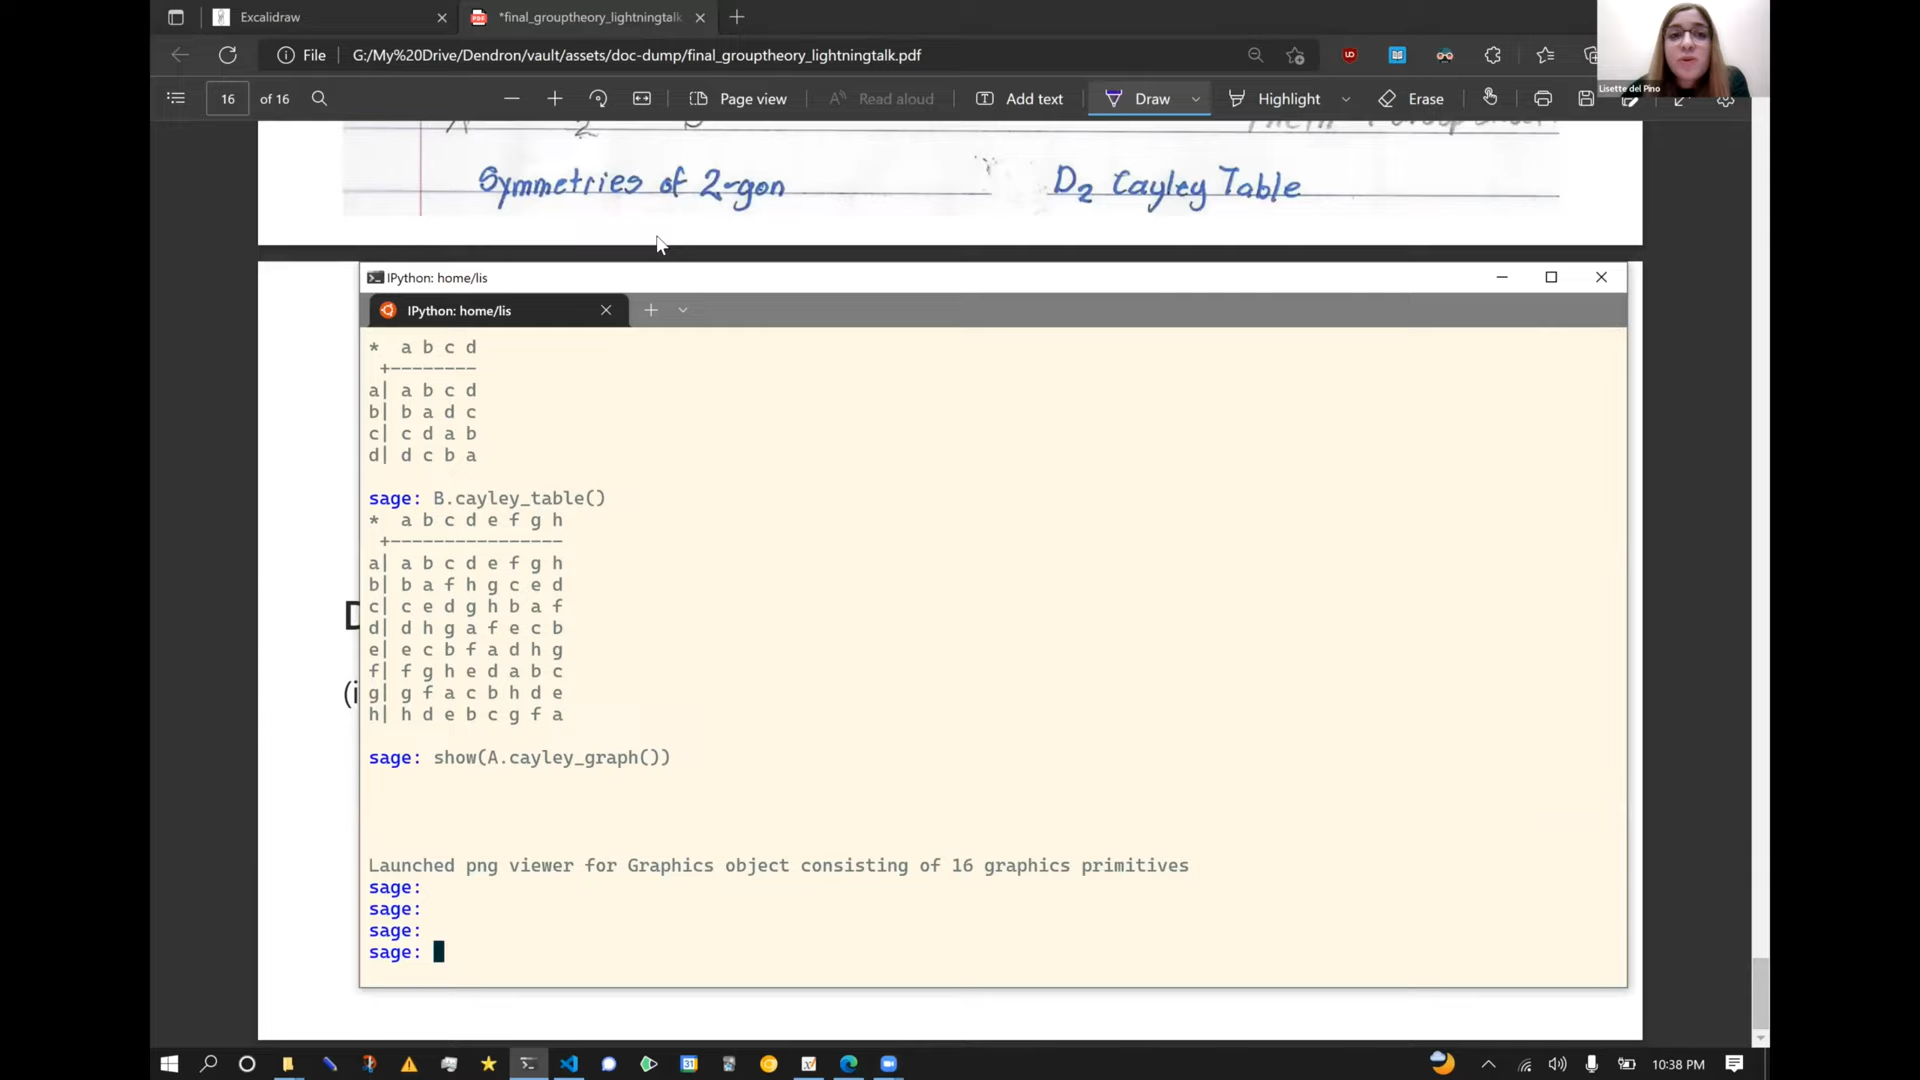 Excalidraw
*final_grouptheory_lightningtalk
File G:/My%20Drive/Dendron/vault/assets/doc-dump/final_grouptheory_lightningtalk.pdf
Lisette del Pino
16 of 16 Page view Read aloud Add text Draw Highlight Erase
Symmetries of 2-gon
D2 Cayley Table
IPython: home/lis
IPython: home/lis
* a b c d
+--------
a| a b c d
b| b a d c
c| c d a b
d| d c b a
sage: B.cayley_table()
* a b c d e f g h
+----------------
a| a b c d e f g h
b| b a f h g c e d
c| c e d g h b a f
d| d h g a f e c b
e| e c b f a d h g
f| f g h e d a b c
g| g f a c b h d e
h| h d e b c g f a
sage: show(A.cayley_graph())
Launched png viewer for Graphics object consisting of 16 graphics primitives
sage:
sage:
sage:
sage:
D
(i
10:38 PM